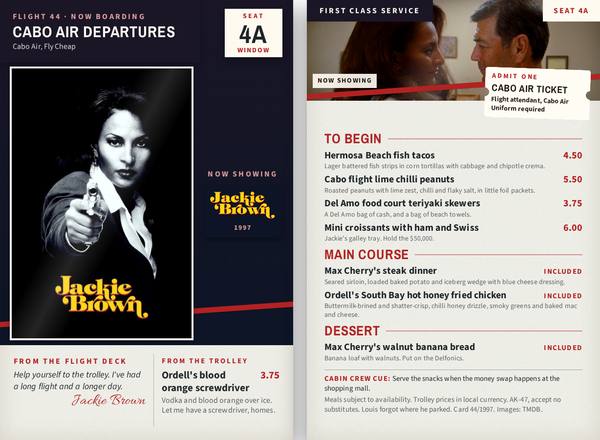 FLIGHT 44 · NOW BOARDING
CABO AIR DEPARTURES
Cabo Air, Fly Cheap
SEAT
4A
WINDOW
NOW SHOWING
Jackie
Brown
1997
Jackie
Brown
FROM THE FLIGHT DECK
Help yourself to the trolley. I've had
a long flight and a longer day.
Jackie Brown
FROM THE TROLLEY
Ordell's blood 3.75
orange screwdriver
Vodka and blood orange over ice.
Let me have a screwdriver, homes.
FIRST CLASS SERVICE
SEAT 4A
NOW SHOWING
ADMIT ONE
CABO AIR TICKET
Flight attendant, Cabo Air
Uniform required
TO BEGIN
Hermosa Beach fish tacos 4.50
Lager battered fish strips in corn tortillas with cabbage and chipotle crema.
Cabo flight lime chilli peanuts 5.50
Roasted peanuts with lime zest, chilli and flaky salt, in little foil packets.
Del Amo food court teriyaki skewers 3.75
A Del Amo bag of cash, and a bag of beach towels.
Mini croissants with ham and Swiss 6.00
Jackie's galley tray. Hold the $50,000.
MAIN COURSE
Max Cherry's steak dinner INCLUDED
Seared sirloin, loaded baked potato and iceberg wedge with blue cheese dressing.
Ordell's South Bay hot honey fried chicken INCLUDED
Buttermilk-brined and shatter-crisp, chilli honey drizzle, smoky greens and baked mac
and cheese.
DESSERT
Max Cherry's walnut banana bread INCLUDED
Banana loaf with walnuts. Put on the Delfonics.
CABIN CREW CUE: Serve the snacks when the money swap happens at the
shopping mall.
Meals subject to availability. Trolley prices in local currency. AK-47, accept no
substitutes. Louis forgot where he parked. Card 44/1997. Images: TMDB.